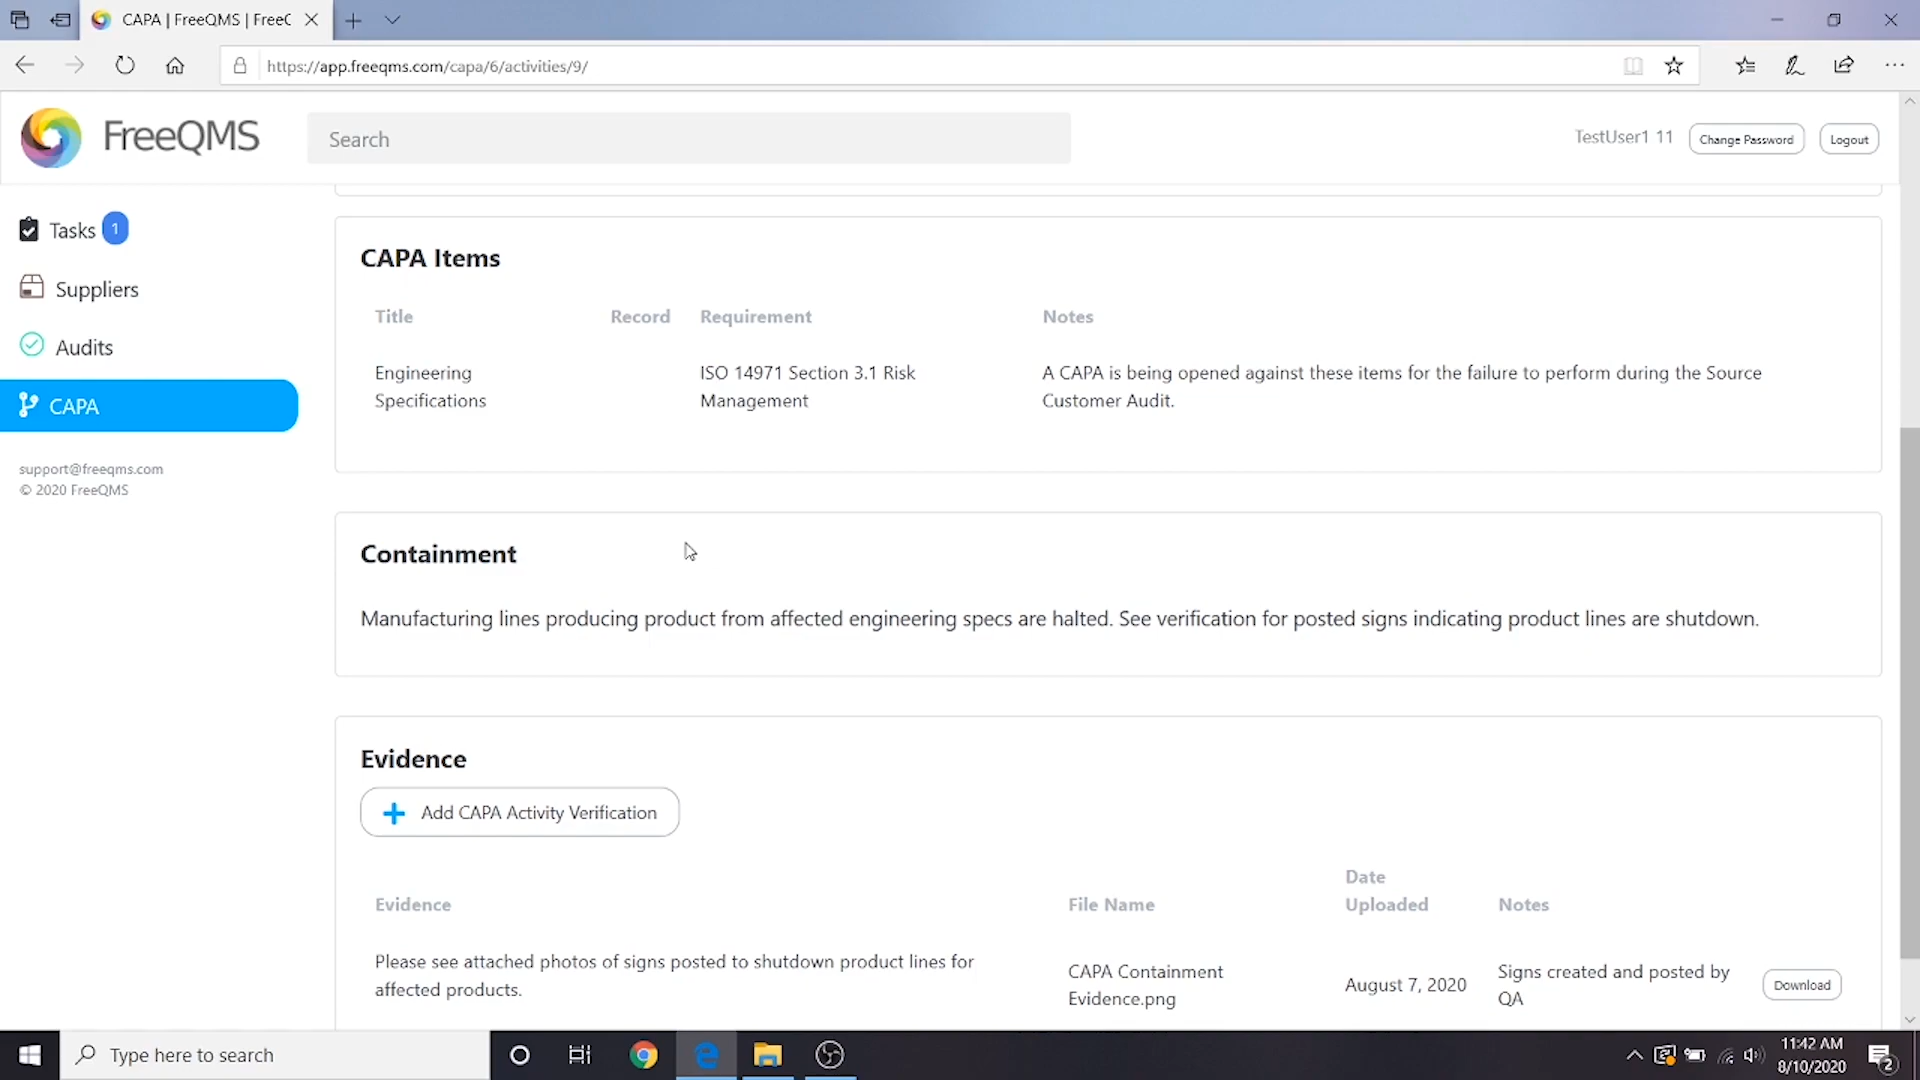 CAPA | FreeQMS | FreeC
https://app.freeqms.com/capa/6/activities/9/
FreeQMS
Search
TestUser1 11
Change Password
Logout
Tasks 1
Suppliers
Audits
CAPA
support@freeqms.com
© 2020 FreeQMS
CAPA Items
Title Record Requirement Notes
Engineering ISO 14971 Section 3.1 Risk A CAPA is being opened against these items for the failure to perform during the Source
Specifications Management Customer Audit.
Containment
Manufacturing lines producing product from affected engineering specs are halted. See verification for posted signs indicating product lines are shutdown.
Evidence
Add CAPA Activity Verification
Date
Evidence File Name Uploaded Notes
Please see attached photos of signs posted to shutdown product lines for CAPA Containment Signs created and posted by
affected products. Evidence.png August 7, 2020 QA Download
Type here to search
11:42 AM
8/10/2020
2